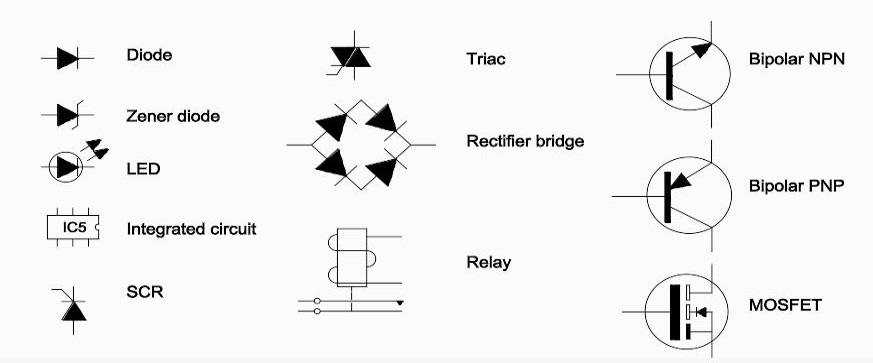 Diode
Zener diode
LED
IC5
Integrated circuit
SCR
Triac
Rectifier bridge
Relay
Bipolar NPN
Bipolar PNP
MOSFET